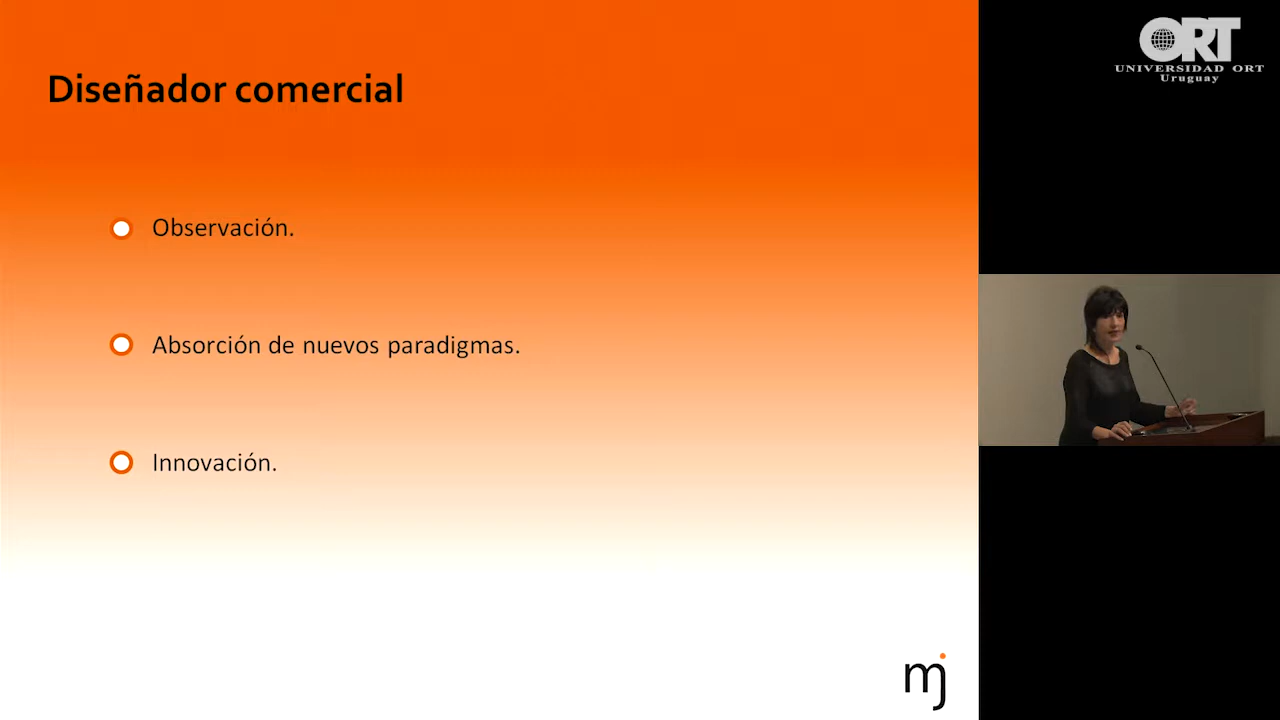 Diseñador comercial
Observación.
Absorción de nuevos paradigmas.
Innovación.
mj
ORT
UNIVERSIDAD ORT
Uruguay